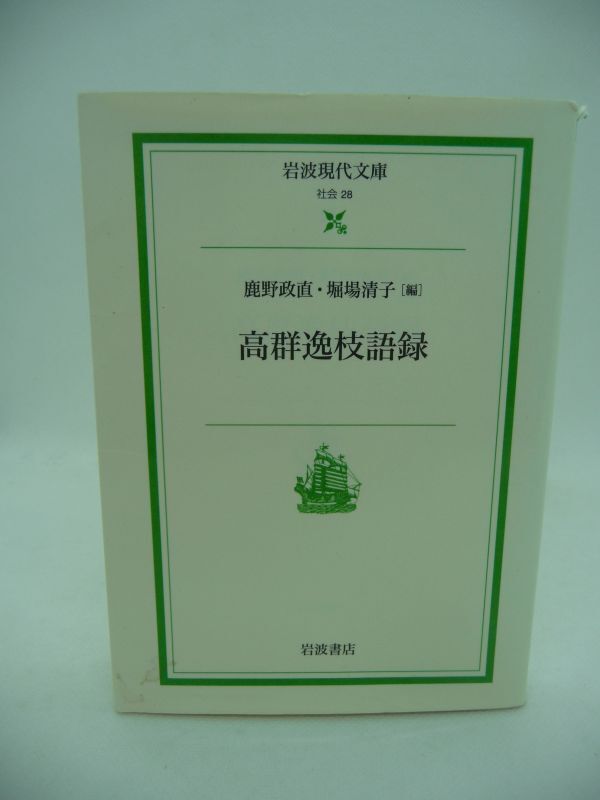 岩波現代文庫
社会 28
鹿野政直・堀場清子［編］
高群逸枝語録
岩波書店